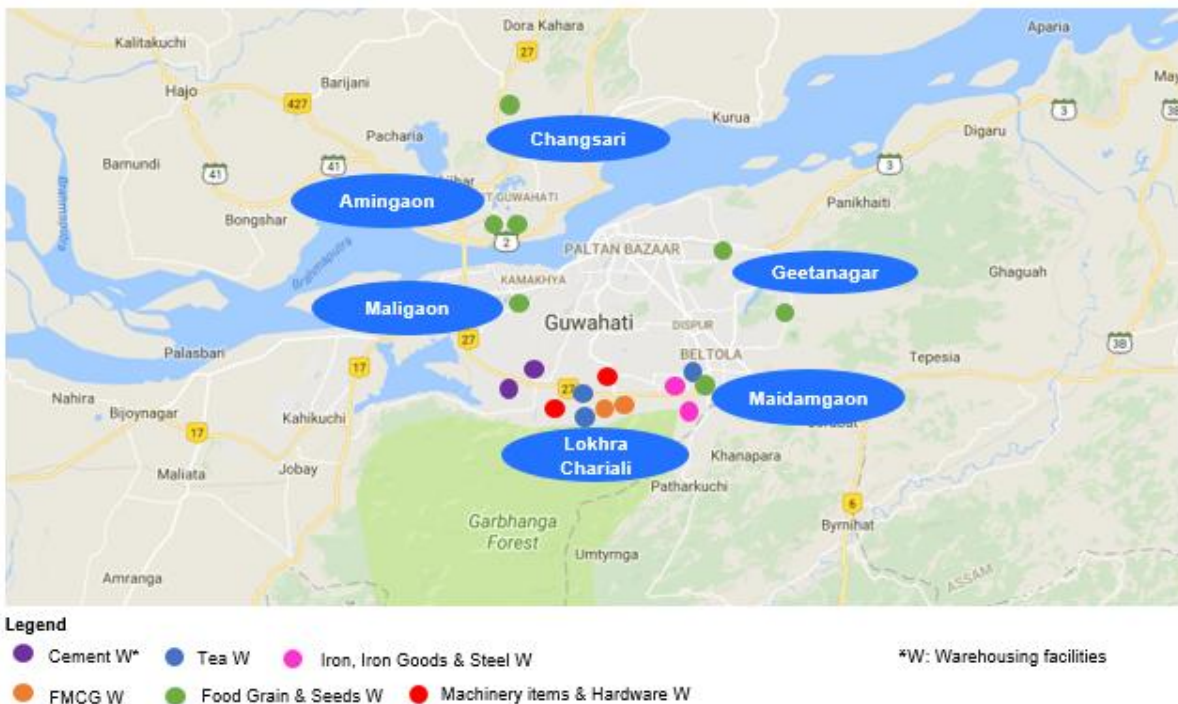 Dora Kahara
Aparia
Kalitakuchi
27
Hajo
Barijani
427
Kurua
3
Digaru
Pacharia
Changsari
Bamundi
41
41
3
Amingaon
GUWAHATI
Bongshar
Panikhaiti
2
PALTAN BAZAAR
Brahmaputra
Brahmaputra
KAMAKHYA
Geetanagar
Ghaguah
Maligaon
Guwahati
DISPUR
Palasbari
27
BELTOLA
Tepesia
17
27
Nahira
Bijoynagar
Kahikuchi
Maidamgaon
17
Lokhra
Chariali
Khanapara
Maliata
Jobay
Patharkuchi
6
Garbhanga
Forest
Byrnihat
Umtyrnga
Amranga
ASSAM
Legend
Cement W*
Tea W
Iron, Iron Goods & Steel W
*W: Warehousing facilities
FMCG W
Food Grain & Seeds W
Machinery items & Hardware W